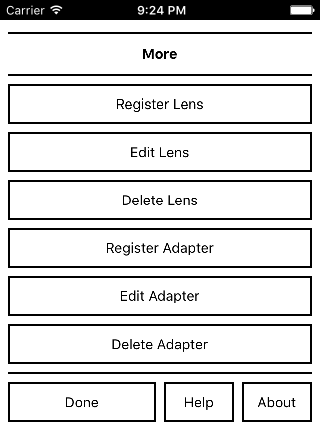 Carrier 9:24 PM
More
Register Lens
Edit Lens
Delete Lens
Register Adapter
Edit Adapter
Delete Adapter
Done Help About